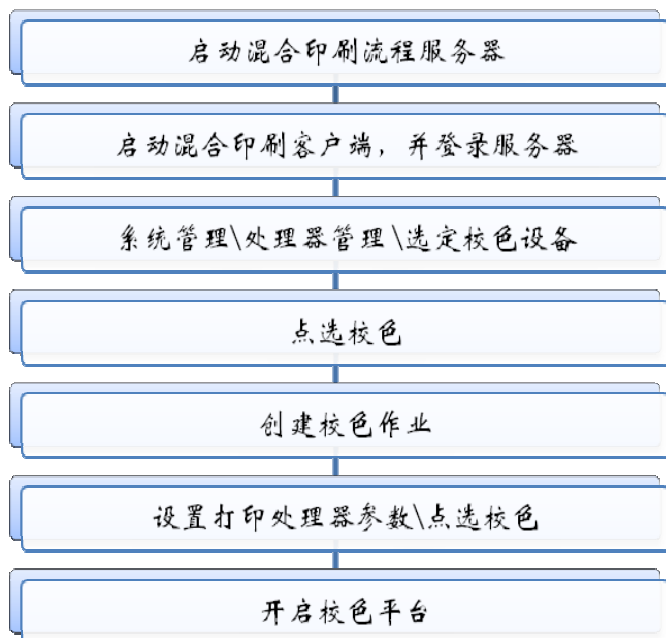 启动混合印刷流程服务器
启动混合印刷客户端，并登录服务器
系统管理\处理器管理\选定校色设备
点选校色
创建校色作业
设置打印处理器参数\点选校色
开启校色平台